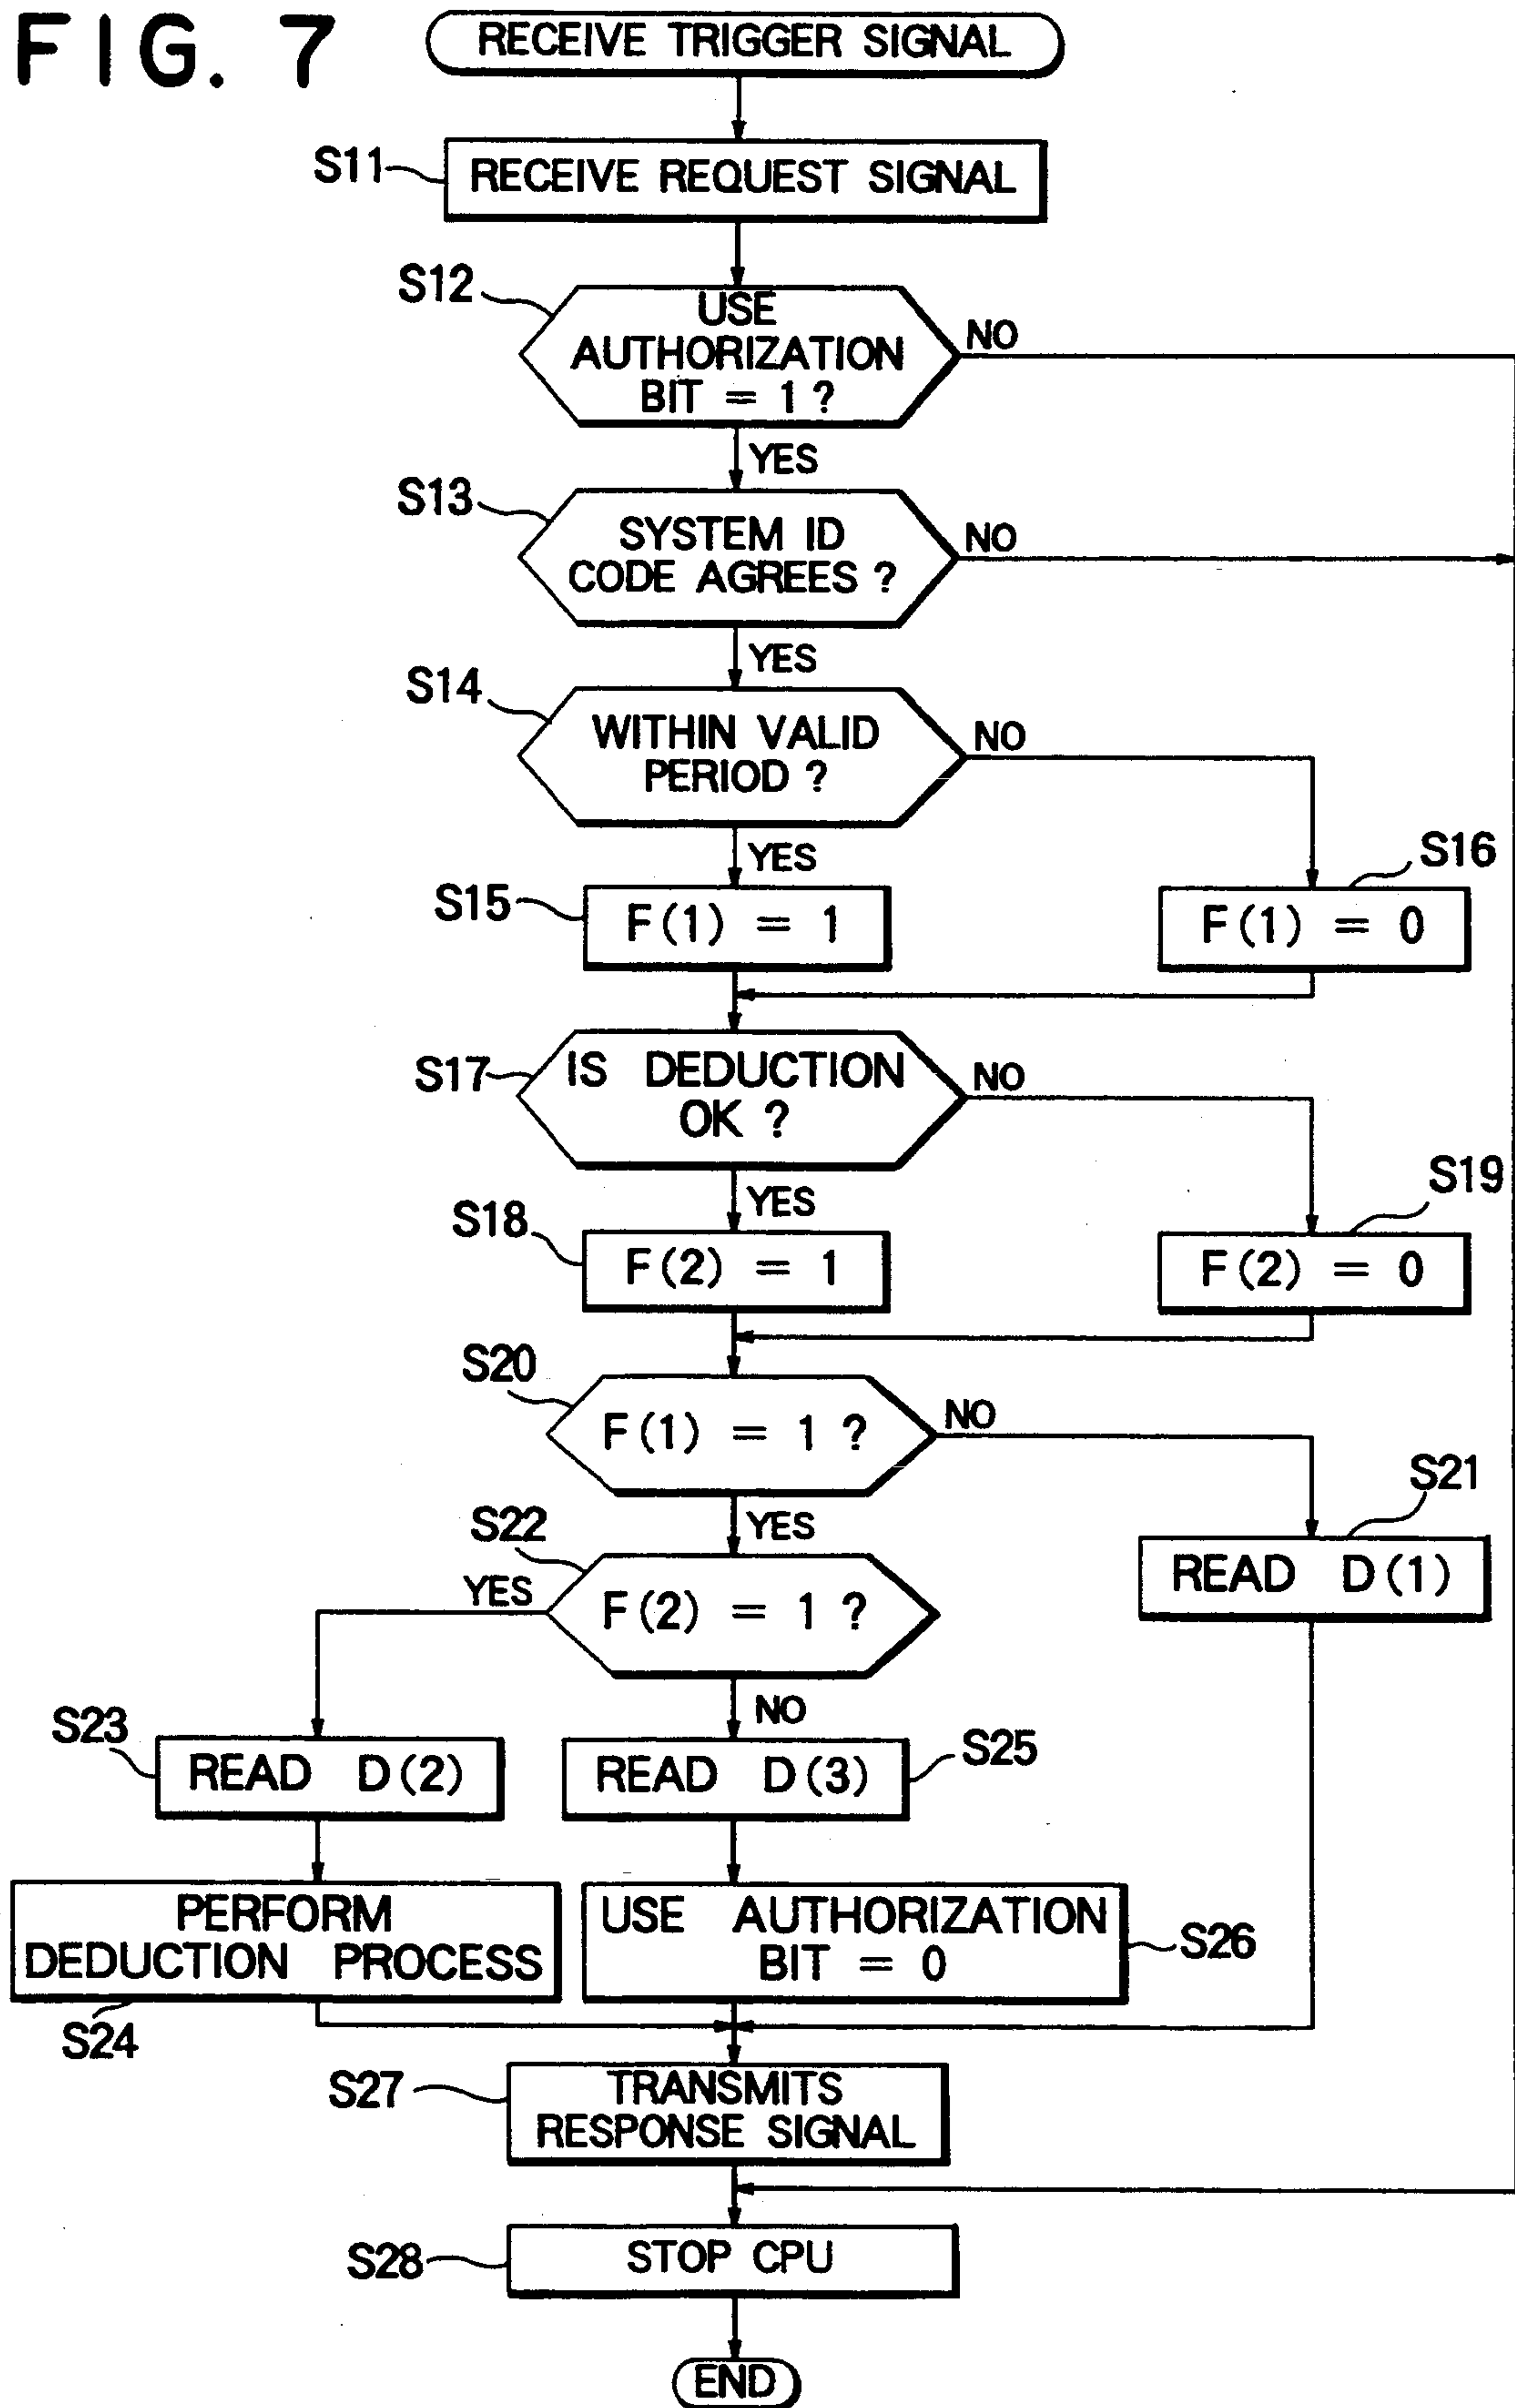 FIG. 7
RECEIVE TRIGGER SIGNAL
S11
RECEIVE REQUEST SIGNAL
S12
USE
AUTHORIZATION
BIT = 1 ?
NO
YES
S13
SYSTEM ID
CODE AGREES ?
NO
YES
S14
WITHIN VALID
PERIOD ?
NO
YES
S15
F(1) = 1
S16
F(1) = 0
S17
IS DEDUCTION
OK ?
NO
YES
S18
F(2) = 1
S19
F(2) = 0
S20
F(1) = 1 ?
NO
YES
S21
READ D(1)
S22
F(2) = 1 ?
YES
NO
S23
READ D(2)
READ D(3)
S25
PERFORM
DEDUCTION PROCESS
S24
USE AUTHORIZATION
BIT = 0
S26
S27
TRANSMITS
RESPONSE SIGNAL
S28
STOP CPU
END